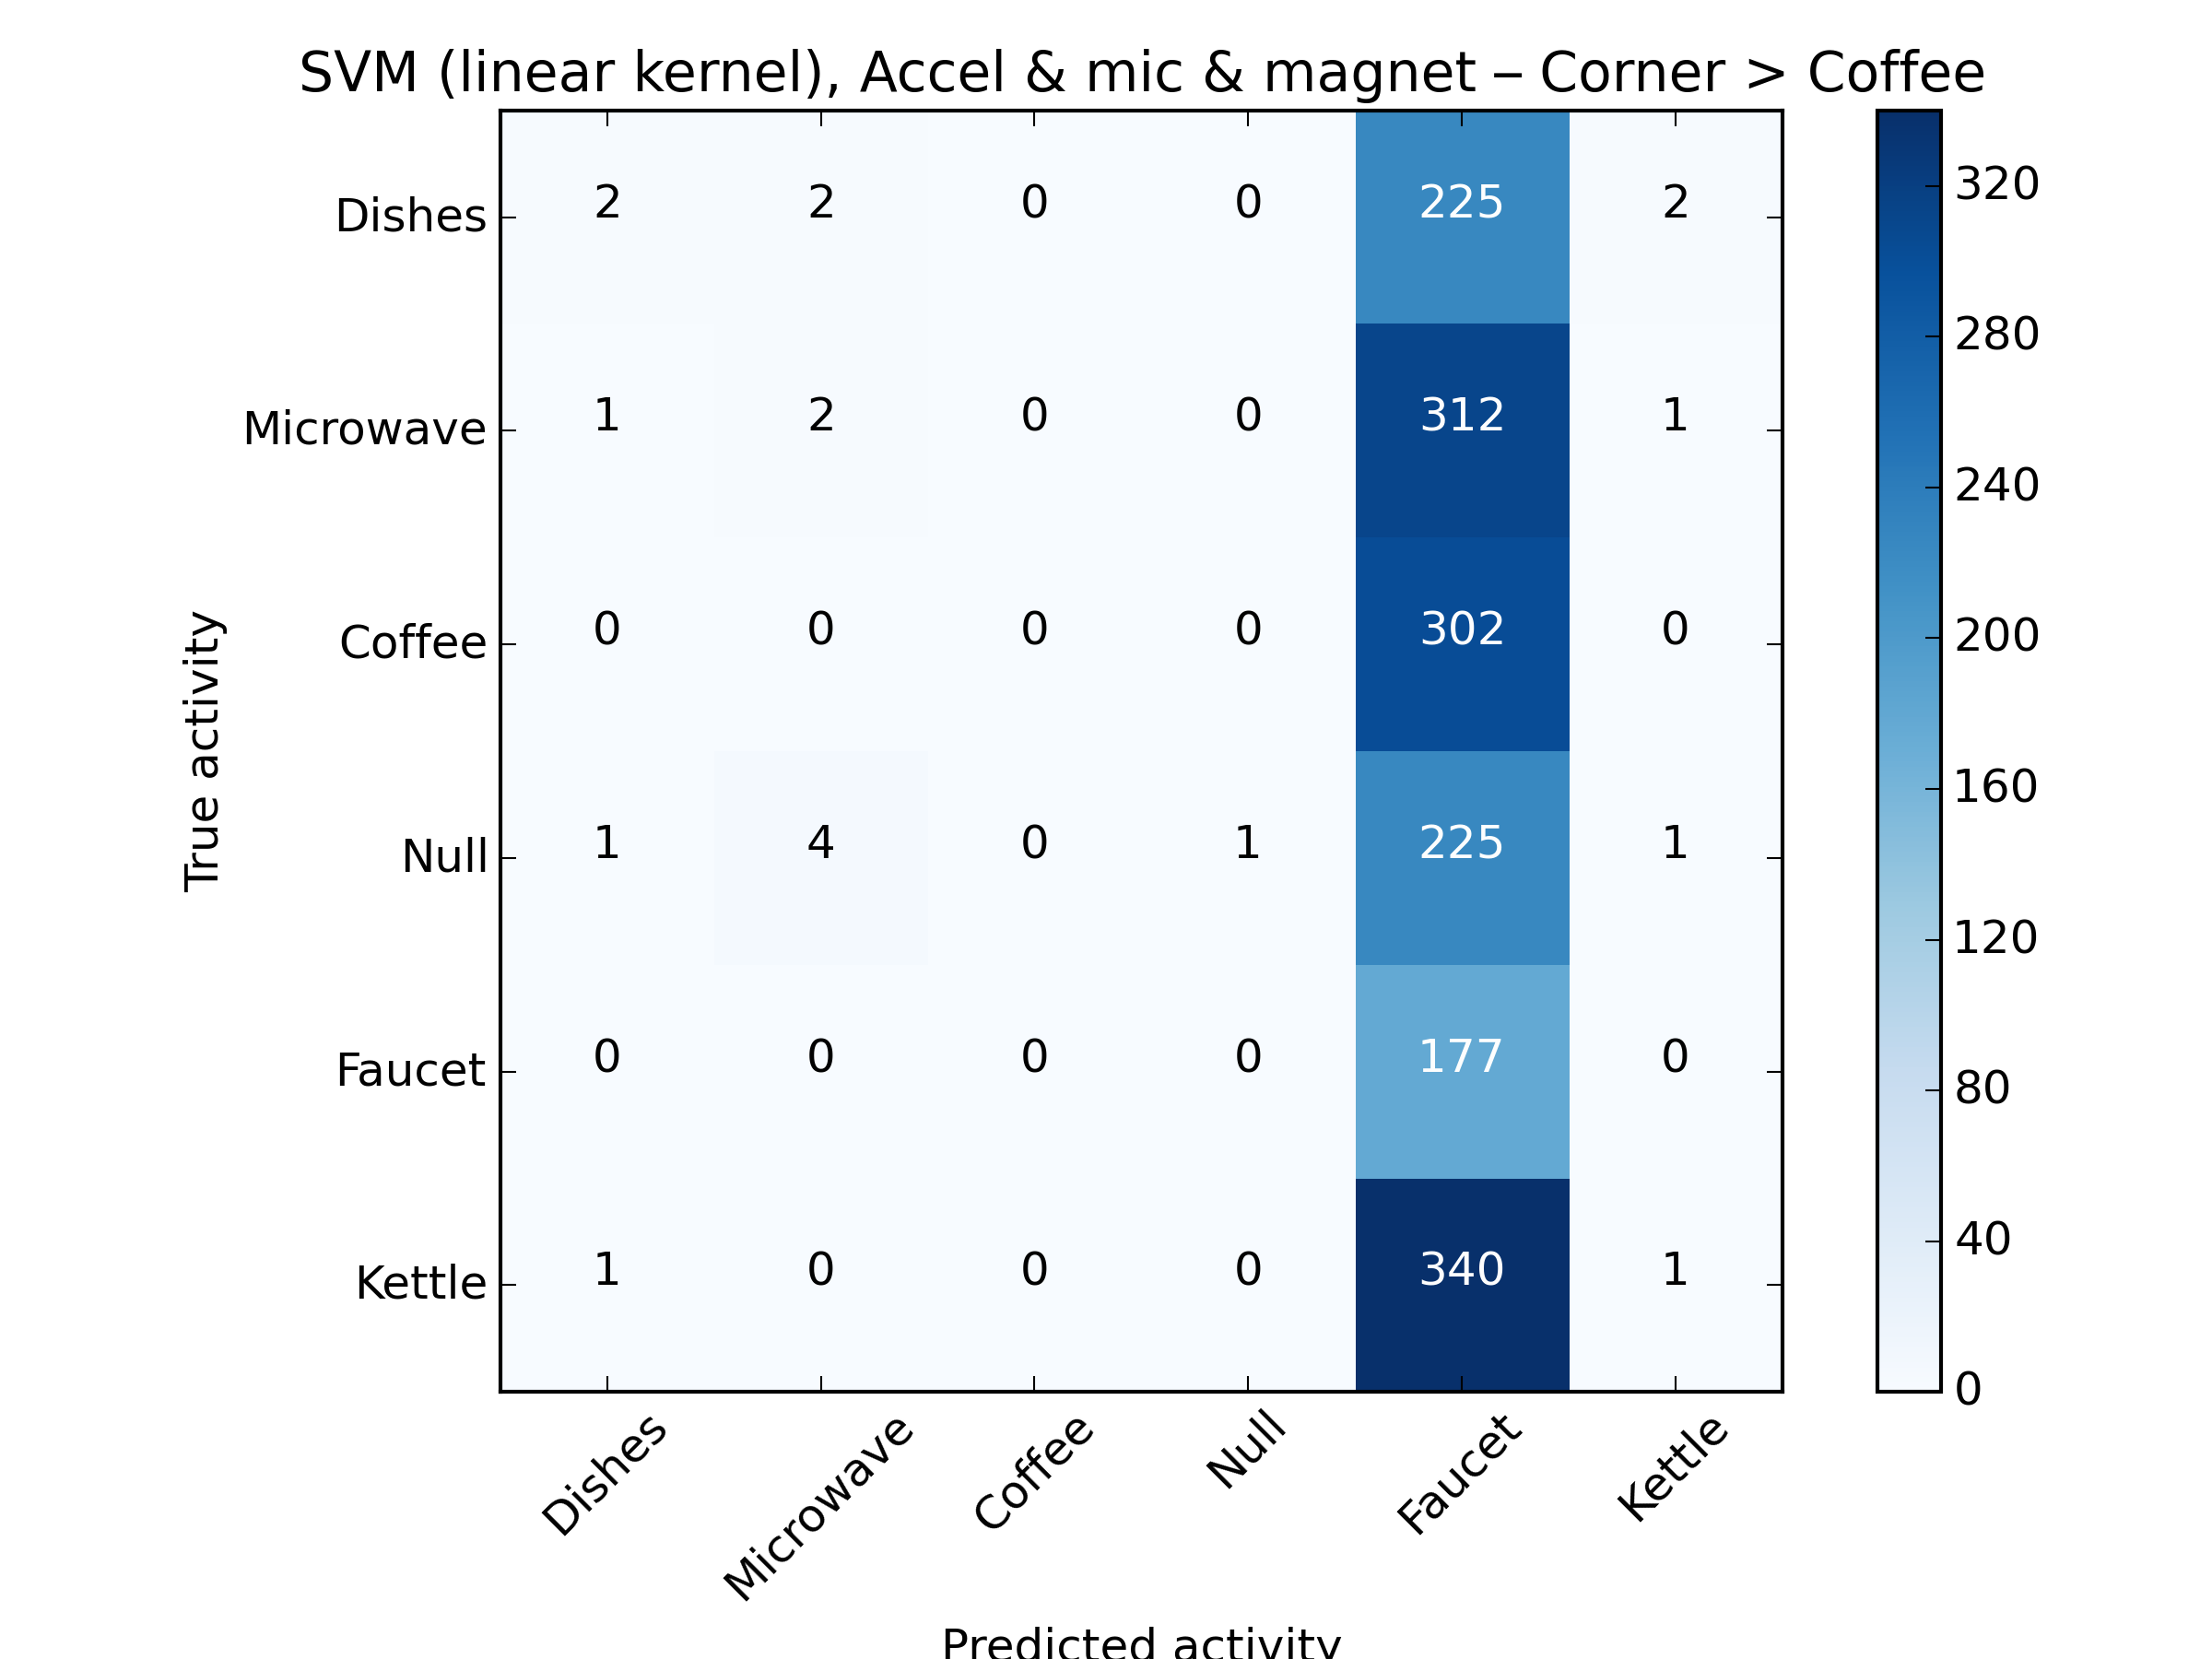 SVM (linear kernel), Accel & mic & magnet – Corner > Coffee
Dishes 2 2 0 0 225 2
Microwave 1 2 0 0 312 1
Coffee 0 0 0 0 302 0
Null 1 4 0 1 225 1
Faucet 0 0 0 0 177 0
Kettle 1 0 0 0 340 1
True activity
Dishes Microwave Coffee Null Faucet Kettle
Predicted activity
320
280
240
200
160
120
80
40
0